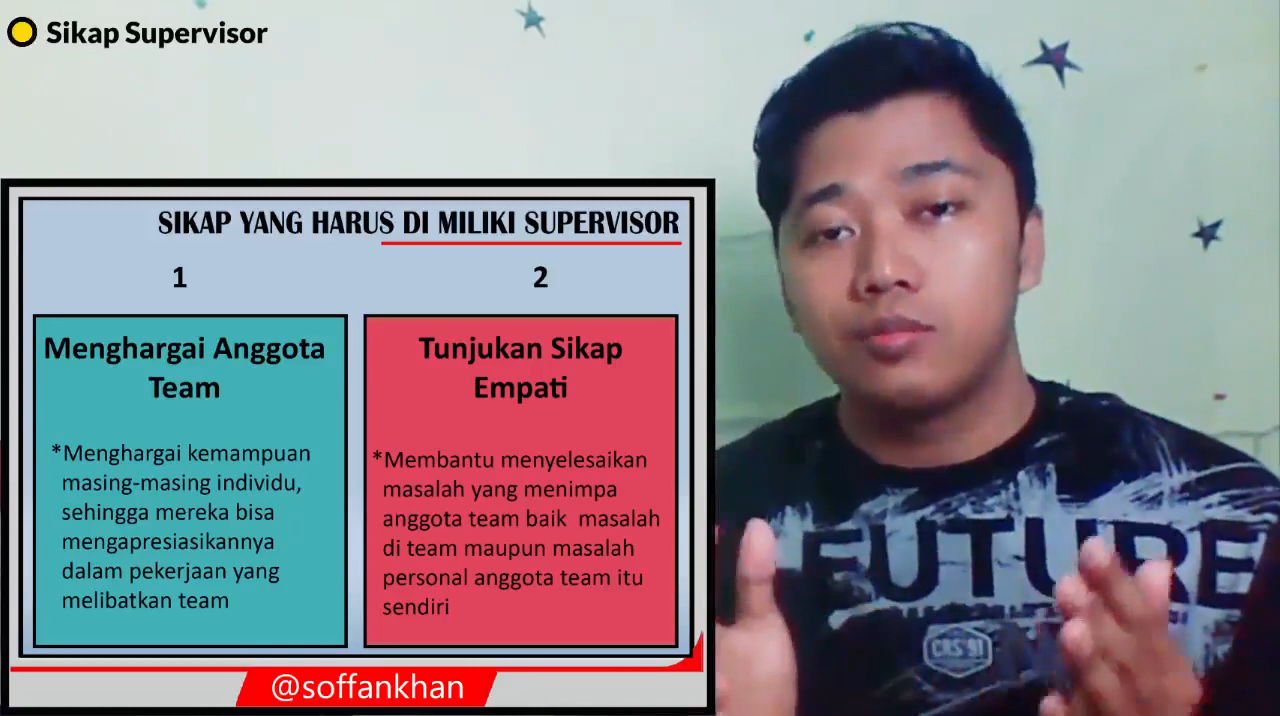 Sikap Supervisor
SIKAP YANG HARUS DI MILIKI SUPERVISOR
1
2
Menghargai Anggota
Team
*Menghargai kemampuan
masing-masing individu,
sehingga mereka bisa
mengapresiasikannya
dalam pekerjaan yang
melibatkan team
Tunjukan Sikap
Empati
*Membantu menyelesaikan
masalah yang menimpa
anggota team baik masalah
di team maupun masalah
personal anggota team itu
sendiri
@soffankhan
FUTURE
CRS 91